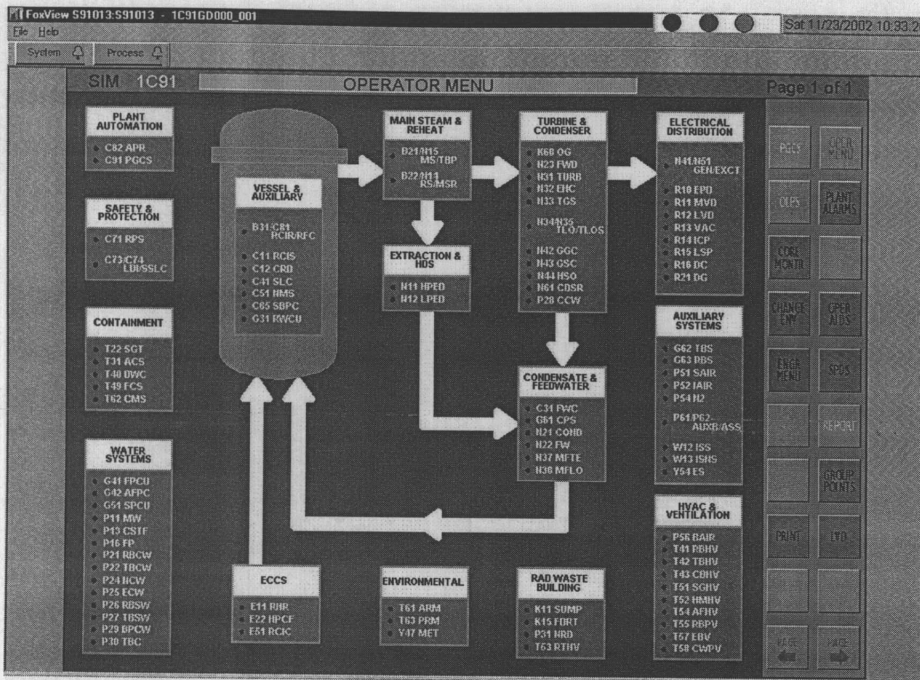 FoxView S91013:S91013 - 1C91GD000_001
Sat 11/23/2002 10:33:2
File Help
System Process
SIM 1C91 OPERATOR MENU Page 1 of 1
PLANT
AUTOMATION
C82 APR
C91 PGCS
SAFETY &
PROTECTION
C71 RPS
C73/C74
LDI/SSLC
CONTAINMENT
T22 SGT
T31 ACS
T40 DWC
T49 FCS
T62 CMS
WATER
SYSTEMS
G41 FPCU
G42 AFPC
G51 SPCU
P11 MW
P13 CSTF
P16 FP
P21 RBCW
P22 TBCW
P24 NCW
P25 ECW
P26 RBSW
P27 TBSW
P29 BPCW
P30 TBC
VESSEL &
AUXILIARY
B31/C81
RCIR/RFC
C11 RCIS
C12 CRD
C41 SLC
C51 NMS
C85 SBPC
G31 RWCU
ECCS
E11 RHR
E22 HPCF
E51 RCIC
MAIN STEAM &
REHEAT
B21/N15
MS/TBP
B22/N14
RS/MSR
EXTRACTION &
HDS
N11 HPED
N12 LPED
ENVIRONMENTAL
T61 ARM
T63 PRM
Y47 MET
TURBINE &
CONDENSER
K60 OG
N23 FWD
N31 TURB
N32 EHC
N33 TGS
N34/N35
TLO/TLOS
N42 GGC
N43 GSC
N44 HSO
N61 CDSR
P28 CCW
CONDENSATE &
FEEDWATER
C31 FWC
G61 CPS
N21 COND
N22 FW
N37 MFTE
N38 MFLO
RAD WASTE
BUILDING
K11 SUMP
K15 FDRT
P31 NRD
T53 RTHV
ELECTRICAL
DISTRIBUTION
N41/N51
GEN/EXCT
R10 EPD
R11 MVD
R12 LVD
R13 VAC
R14 ICP
R15 LSP
R16 DC
R21 DG
AUXILIARY
SYSTEMS
G62 TBS
G63 RBS
P51 SAIR
P52 IAIR
P54 N2
P61/P62
AUXB/ASS
W12 ISS
W13 ISNS
Y54 ES
HVAC &
VENTILATION
P56 BAIR
T41 RBHV
T42 TBHV
T43 CBHV
T51 SGHV
T52 HMHV
T54 AFHV
T55 RBPV
T57 EBV
T58 CWPV
PGCS
OPER
MENU
OLPS
PLANT
ALARMS
CORE
MONTR
CHANGE
ENV
OPER
AIDS
ENGR
MENU
SPDS
REPORT
GROUP
POINTS
PRINT
LVD
PAGE
PAGE